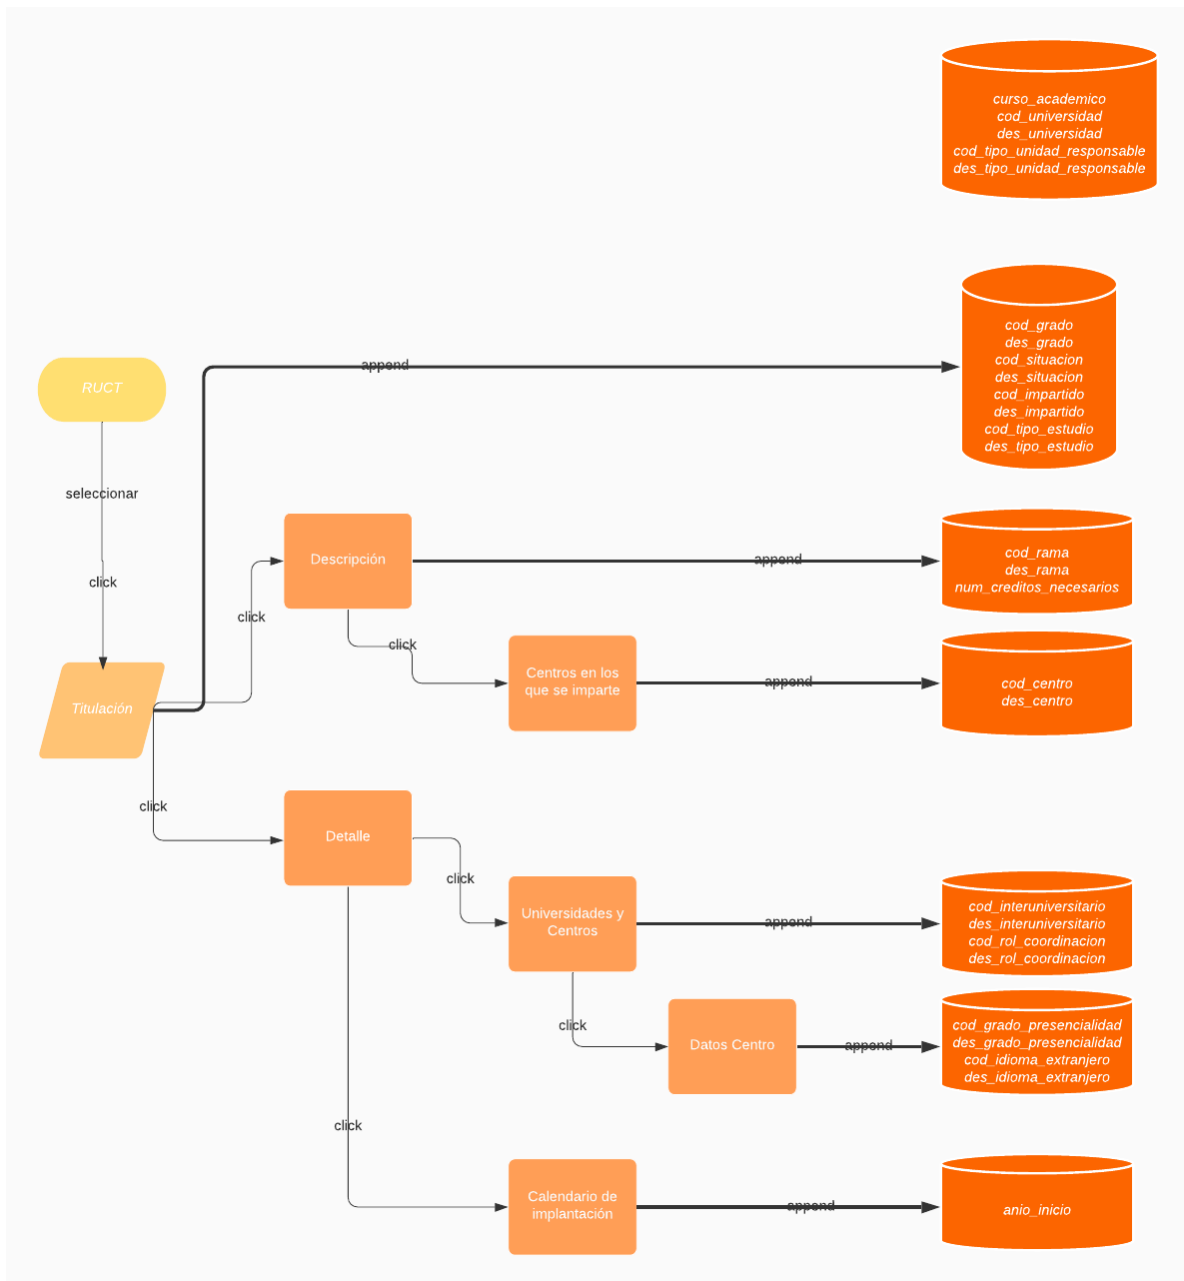 curso_academico
cod_universidad
des_universidad
cod_tipo_unidad_responsable
des_tipo_unidad_responsable
cod_grado
des_grado
cod_situacion
des_situacion
cod_impartido
des_impartido
cod_tipo_estudio
des_tipo_estudio
append
RUCT
seleccionar
click
Titulación
click
Descripción
append
cod_rama
des_rama
num_creditos_necesarios
click
Centros en los
que se imparte
append
cod_centro
des_centro
click
Detalle
click
Universidades y
Centros
append
cod_interuniversitario
des_interuniversitario
cod_rol_coordinacion
des_rol_coordinacion
click
Datos Centro
append
cod_grado_presencialidad
des_grado_presencialidad
cod_idioma_extranjero
des_idioma_extranjero
click
Calendario de
implantación
append
anio_inicio